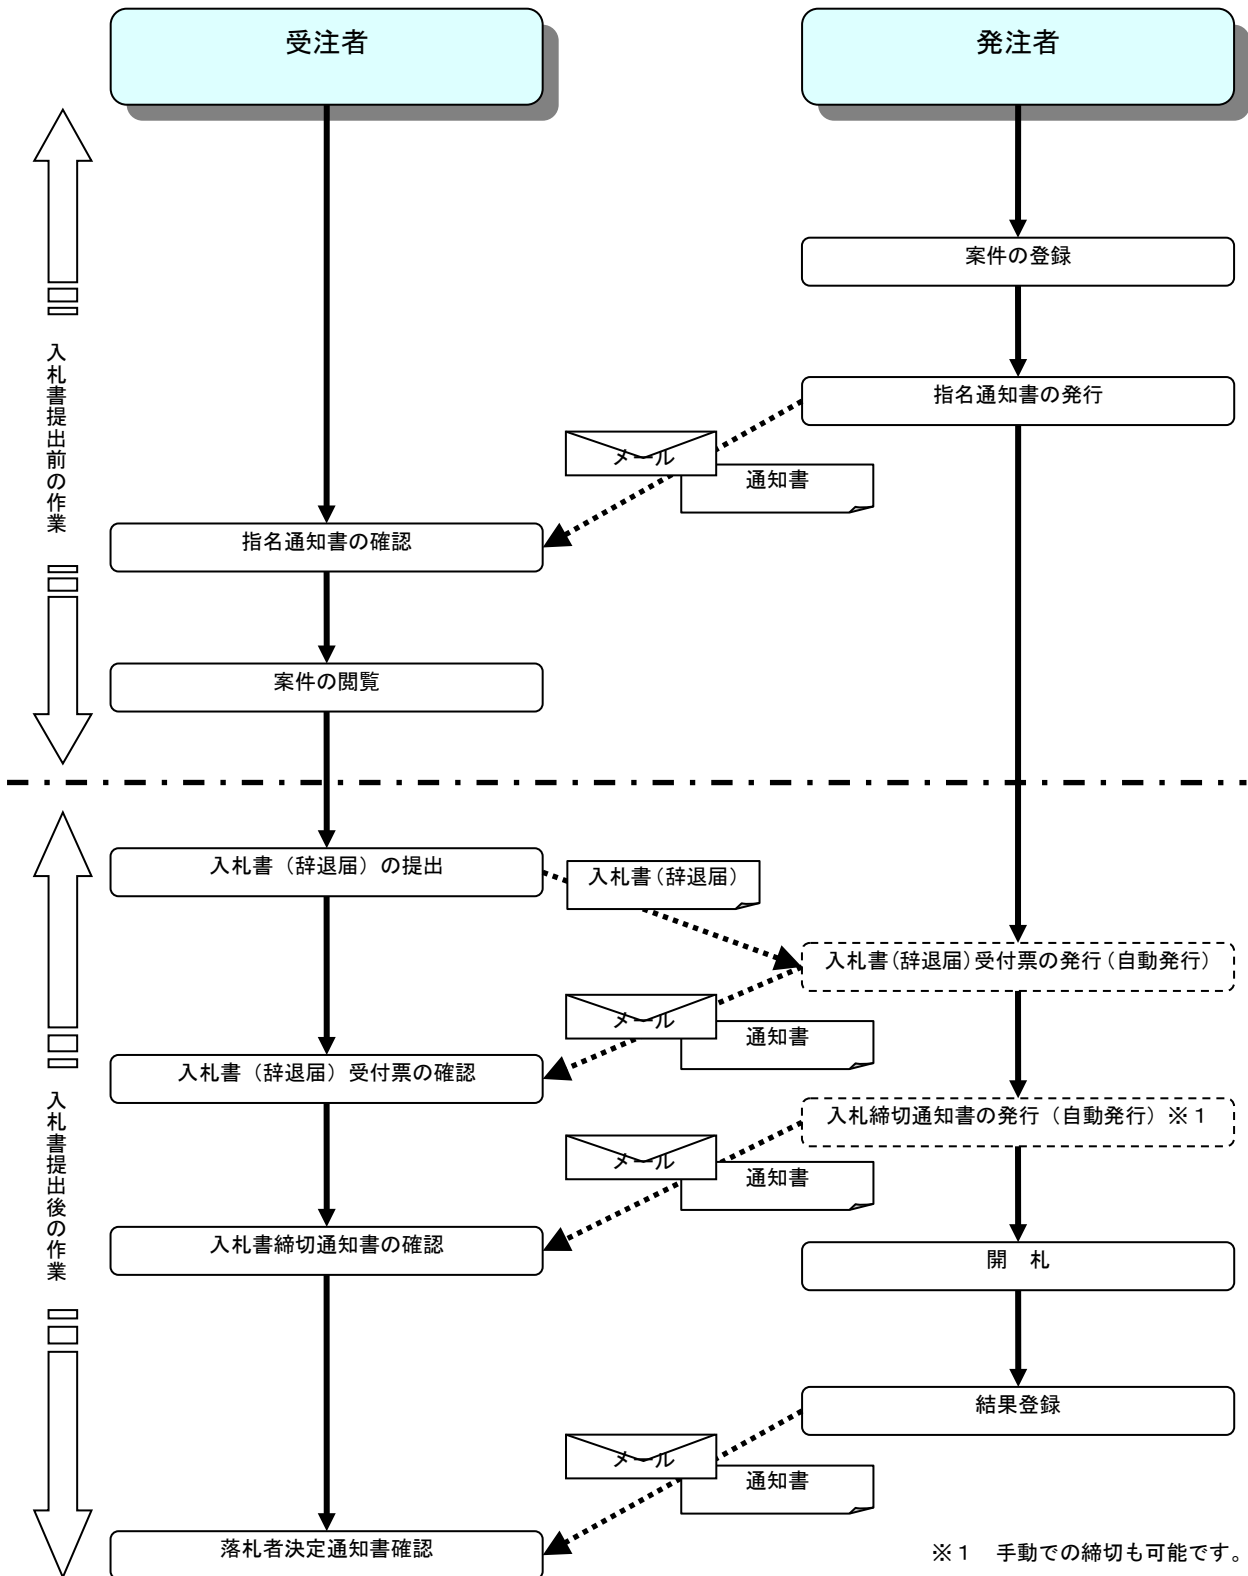 受注者
発注者
案件の登録
指名通知書の発行
メール
通知書
指名通知書の確認
案件の閲覧
入札書提出前の作業
入札書（辞退届）の提出
入札書（辞退届）
入札書（辞退届）受付票の発行（自動発行）
メール
通知書
入札書（辞退届）受付票の確認
入札締切通知書の発行（自動発行）※１
メール
通知書
入札書締切通知書の確認
開　札
結果登録
メール
通知書
落札者決定通知書確認
入札書提出後の作業
※１　手動での締切も可能です。